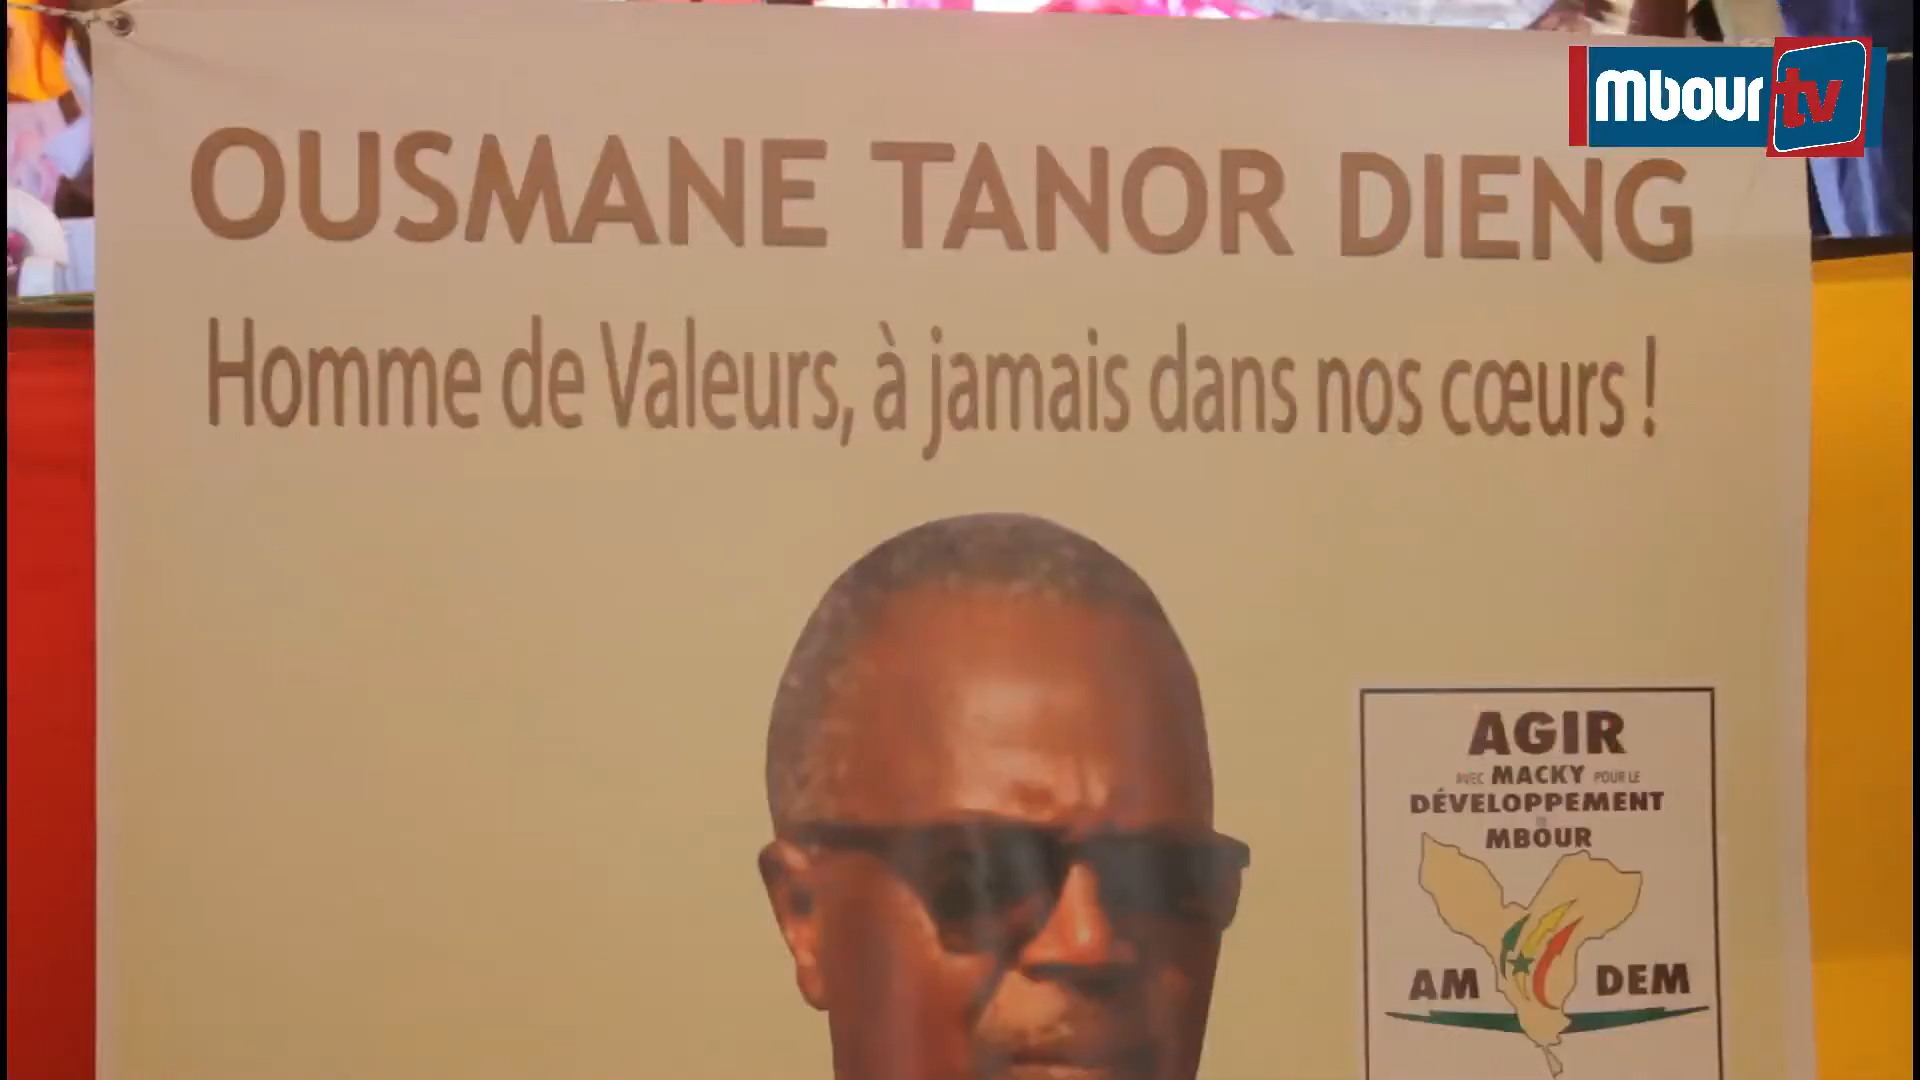 Mbour tv
OUSMANE TANOR DIENG
Homme de Valeurs, à jamais dans nos cœurs !
AGIR
AVEC MACKY POUR LE
DÉVELOPPEMENT
DE
MBOUR
AM DEM